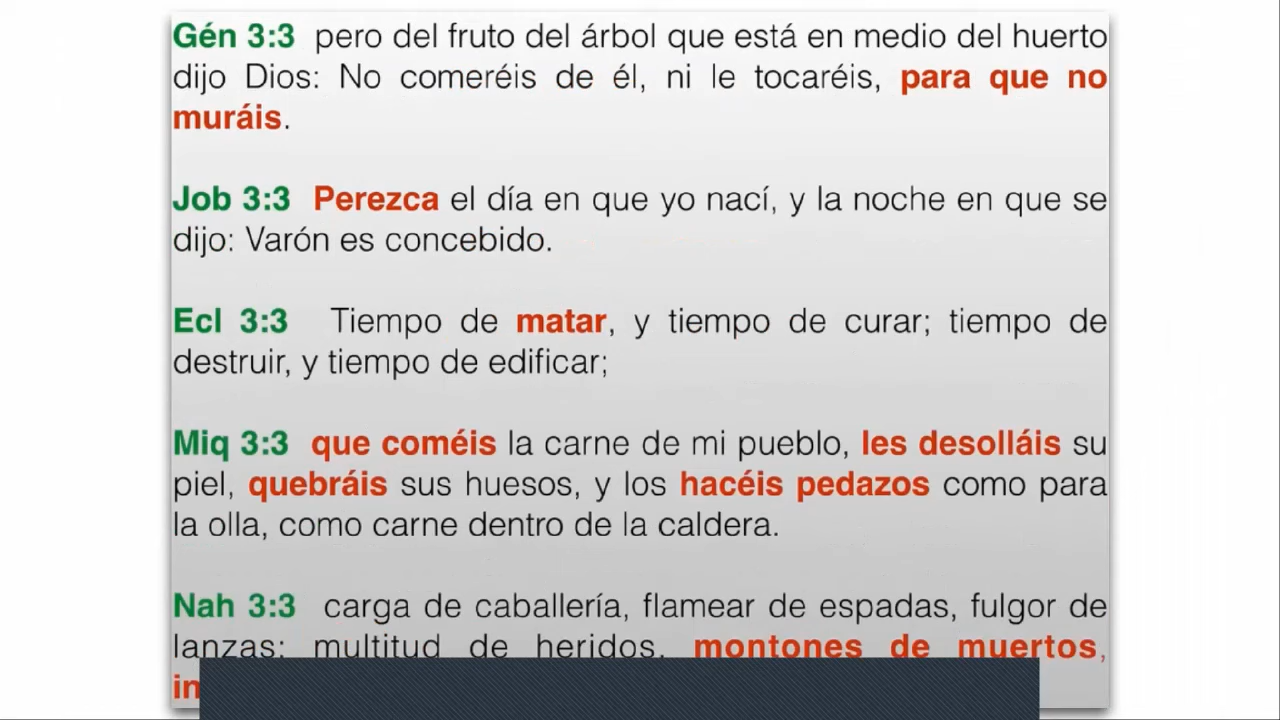 Gén 3:3 pero del fruto del árbol que está en medio del huerto
dijo Dios: No comeréis de él, ni le tocaréis, para que no
muráis.
Job 3:3 Perezca el día en que yo nací, y la noche en que se
dijo: Varón es concebido.
Ecl 3:3 Tiempo de matar, y tiempo de curar; tiempo de
destruir, y tiempo de edificar;
Miq 3:3 que coméis la carne de mi pueblo, les desolláis su
piel, quebráis sus huesos, y los hacéis pedazos como para
la olla, como carne dentro de la caldera.
Nah 3:3 carga de caballería, flamear de espadas, fulgor de
lanzas; multitud de heridos, montones de muertos,